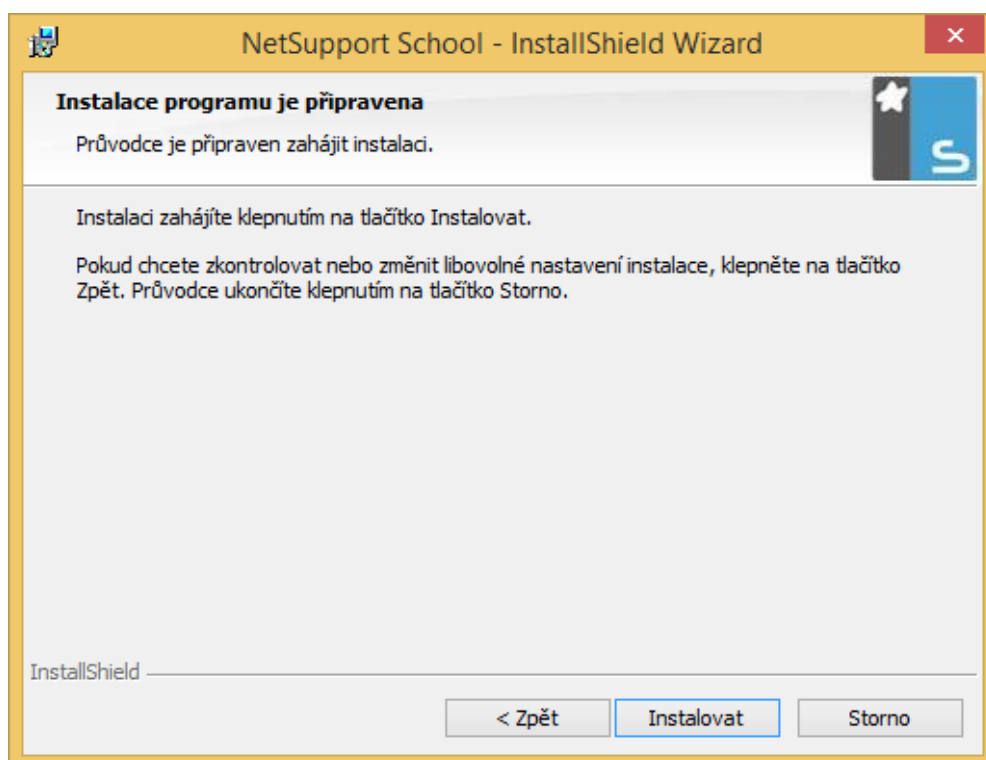 NetSupport School - InstallShield Wizard
Instalace programu je připravena
Průvodce je připraven zahájit instalaci.
S
Instalaci zahájíte klepnutím na tlačítko Instalovat.
Pokud chcete zkontrolovat nebo změnit libovolné nastavení instalace, klepněte na tlačítko
Zpět. Průvodce ukončíte klepnutím na tlačítko Storno.
InstallShield
< Zpět
Instalovat
Storno